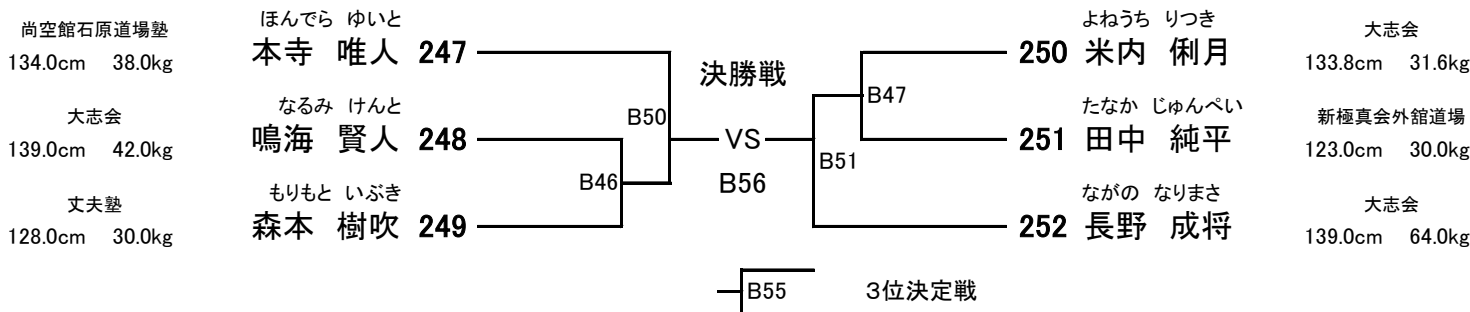 尚空館石原道場塾
134.0cm 38.0kg
ほんでら ゆいと
本寺 唯人 247
大志会
139.0cm 42.0kg
なるみ けんと
鳴海 賢人 248
丈夫塾
128.0cm 30.0kg
もりもと いぶき
森本 樹吹 249
B50
B46
決勝戦
VS
B56
B47
B51
よねうち りつき
250 米内 俐月
大志会
133.8cm 31.6kg
たなか じゅんぺい
251 田中 純平
新極真会外舘道場
123.0cm 30.0kg
ながの なりまさ
252 長野 成将
大志会
139.0cm 64.0kg
B55 3位決定戦